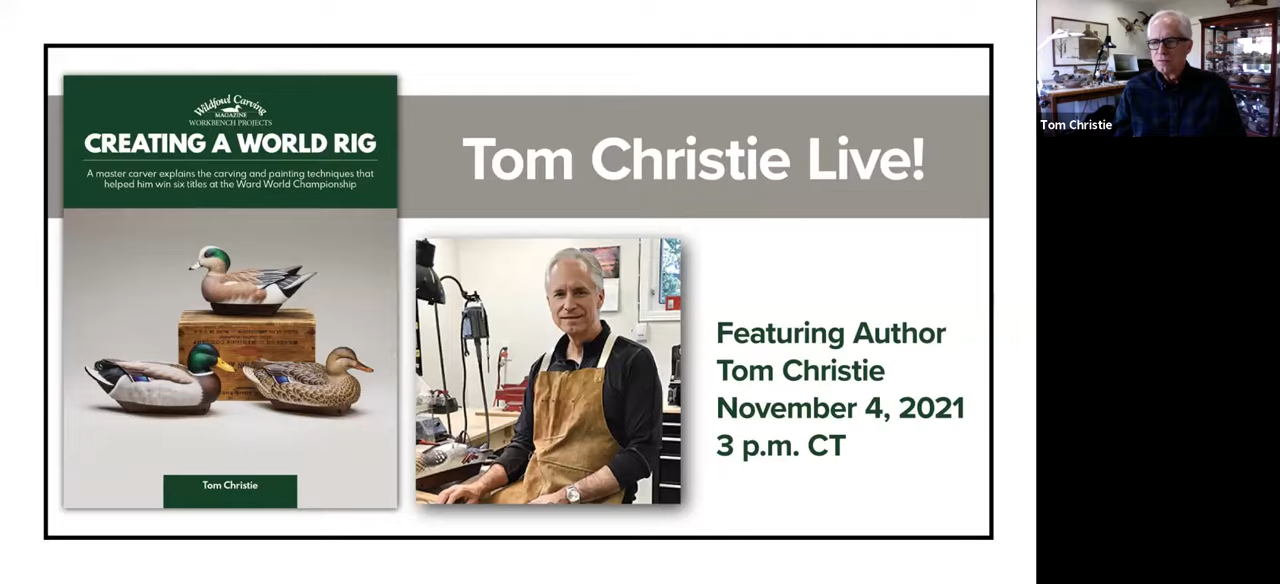 Wildfowl Carving
MAGAZINE
WORKBENCH PROJECTS
CREATING A WORLD RIG
A master carver explains the carving and painting techniques that
helped him win six titles at the Ward World Championship
Tom Christie
Tom Christie Live!
Featuring Author
Tom Christie
November 4, 2021
3 p.m. CT
Tom Christie